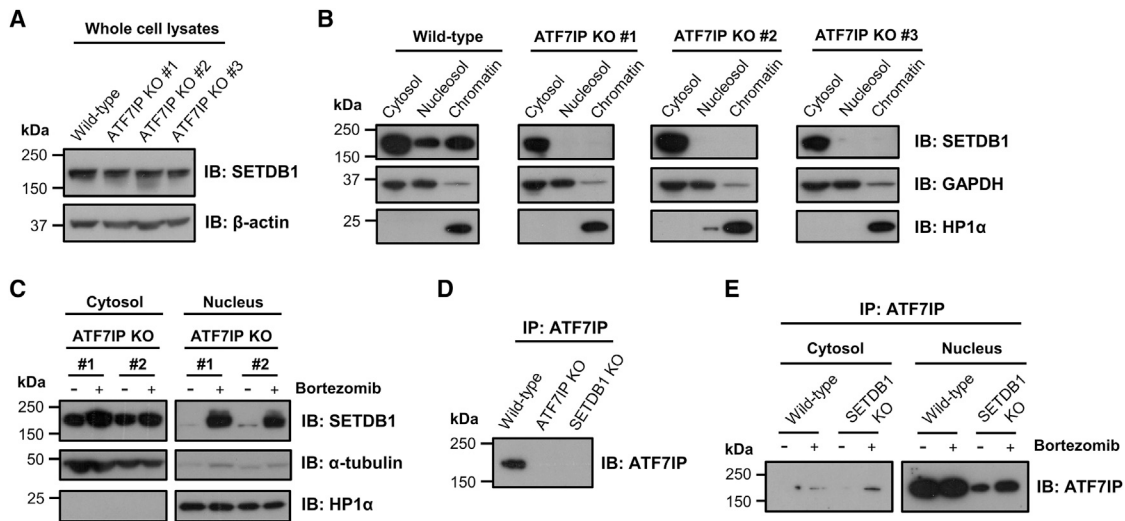 A
Whole cell lysates
Wild-type
ATF7IP KO #1
ATF7IP KO #2
ATF7IP KO #3
kDa
250
150
IB: SETDB1
37
IB: β-actin
B
Wild-type ATF7IP KO #1 ATF7IP KO #2 ATF7IP KO #3
Cytosol Nucleosol Chromatin Cytosol Nucleosol Chromatin Cytosol Nucleosol Chromatin Cytosol Nucleosol Chromatin
kDa
250
150
IB: SETDB1
37
IB: GAPDH
25
IB: HP1α
C
Cytosol Nucleus
ATF7IP KO ATF7IP KO
#1 #2 #1 #2
kDa
- + - + - + - + Bortezomib
250
150
IB: SETDB1
50
IB: α-tubulin
25
IB: HP1α
D
IP: ATF7IP
Wild-type
ATF7IP KO
SETDB1 KO
kDa
250
150
IB: ATF7IP
E
IP: ATF7IP
Cytosol Nucleus
Wild-type SETDB1 KO Wild-type SETDB1 KO
- + - + - + - + Bortezomib
kDa
250
150
IB: ATF7IP